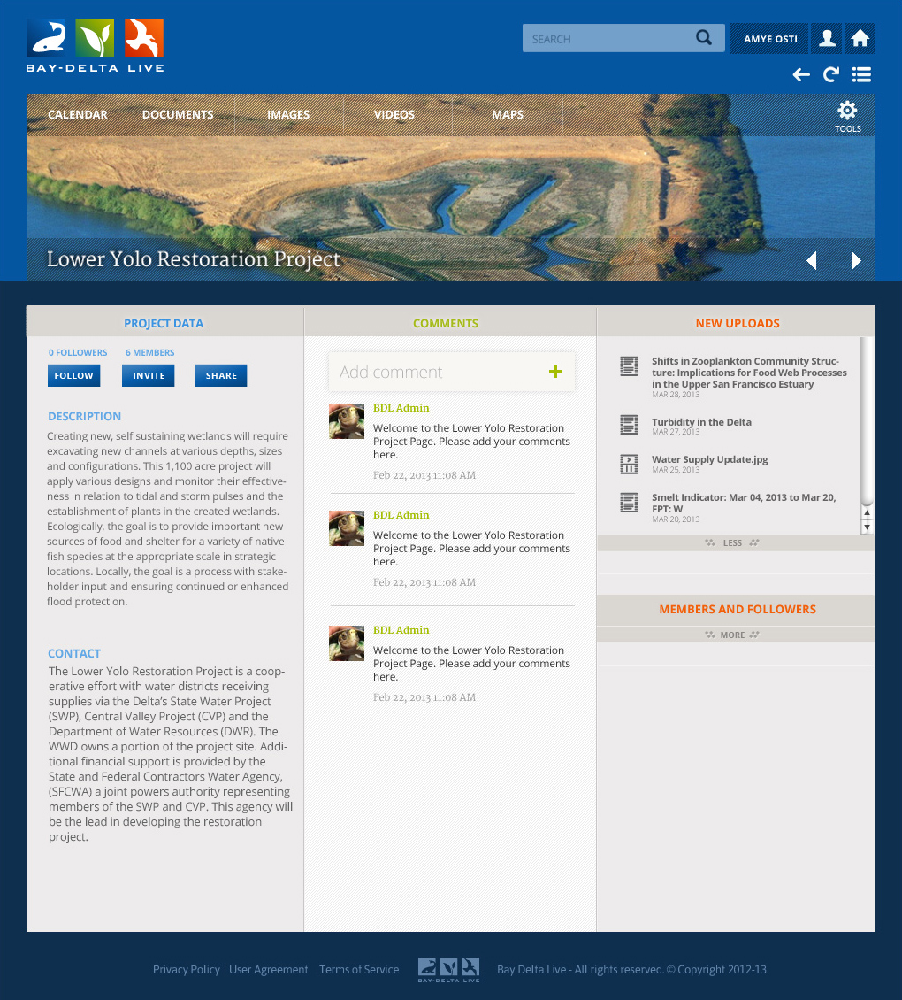 BAY-DELTA LIVE
SEARCH
AMYE OSTI
CALENDAR
DOCUMENTS
IMAGES
VIDEOS
MAPS
TOOLS
Lower Yolo Restoration Project
PROJECT DATA
0 FOLLOWERS
6 MEMBERS
FOLLOW
INVITE
SHARE
DESCRIPTION
Creating new, self sustaining wetlands will require
excavating new channels at various depths, sizes
and configurations. This 1,100 acre project will
apply various designs and monitor their effective-
ness in relation to tidal and storm pulses and the
establishment of plants in the created wetlands.
Ecologically, the goal is to provide important new
sources of food and shelter for a variety of native
fish species at the appropriate scale in strategic
locations. Locally, the goal is a process with stake-
holder input and ensuring continued or enhanced
flood protection.
CONTACT
The Lower Yolo Restoration Project is a coop-
erative effort with water districts receiving
supplies via the Delta's State Water Project
(SWP), Central Valley Project (CVP) and the
Department of Water Resources (DWR). The
WWD owns a portion of the project site. Addi-
tional financial support is provided by the
State and Federal Contractors Water Agency,
(SFCWA) a joint powers authority representing
members of the SWP and CVP. This agency will
be the lead in developing the restoration
project.
COMMENTS
Add comment
BDL Admin
Welcome to the Lower Yolo Restoration
Project Page. Please add your comments
here.
Feb 22, 2013 11:08 AM
BDL Admin
Welcome to the Lower Yolo Restoration
Project Page. Please add your comments
here.
Feb 22, 2013 11:08 AM
BDL Admin
Welcome to the Lower Yolo Restoration
Project Page. Please add your comments
here.
Feb 22, 2013 11:08 AM
NEW UPLOADS
Shifts in Zooplankton Community Struc-
ture: Implications for Food Web Processes
in the Upper San Francisco Estuary
MAR 28, 2013
Turbidity in the Delta
MAR 27, 2013
Water Supply Update.jpg
MAR 25, 2013
Smelt Indicator: Mar 04, 2013 to Mar 20,
FPT: W
MAR 20, 2013
LESS
MEMBERS AND FOLLOWERS
MORE
Privacy Policy
User Agreement
Terms of Service
BAY-DELTA LIVE
Bay Delta Live - All rights reserved. © Copyright 2012-13